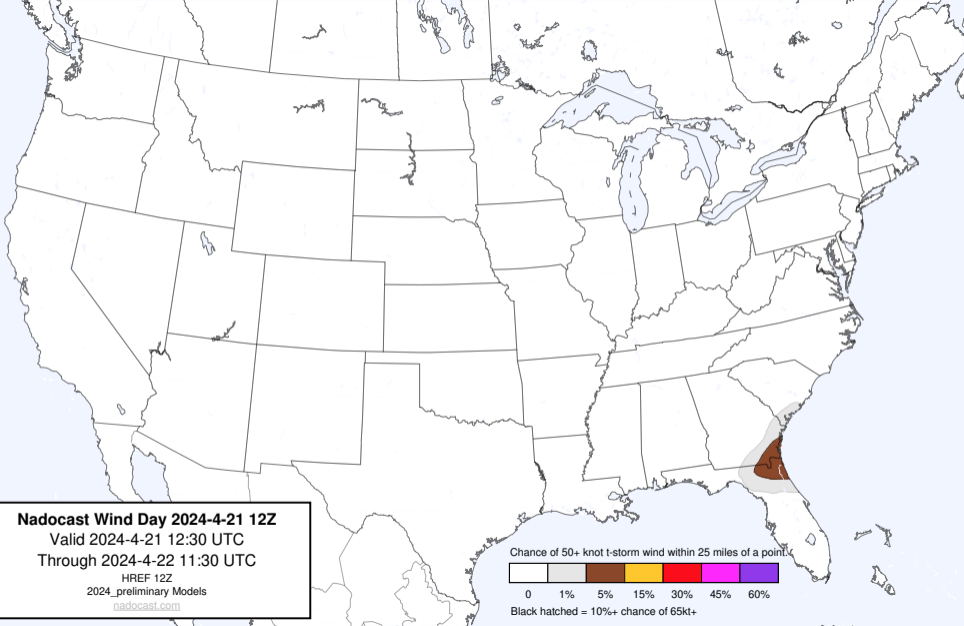 Nadocast Wind Day 2024-4-21 12Z
Valid 2024-4-21 12:30 UTC
Through 2024-4-22 11:30 UTC
HREF 12Z
2024_preliminary Models
nadocast.com
Chance of 50+ knot t-storm wind within 25 miles of a point.
0 1% 5% 15% 30% 45% 60%
Black hatched = 10%+ chance of 65kt+